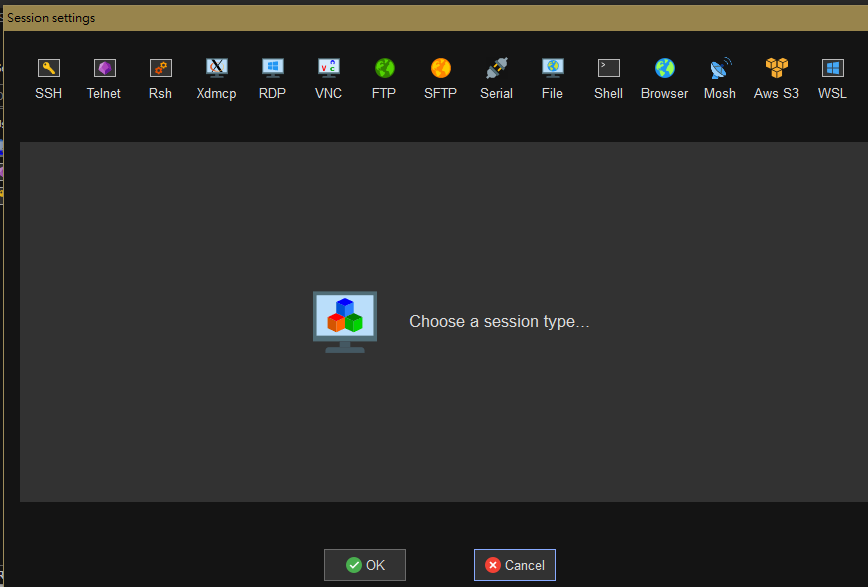 Session settings
SSH Telnet Rsh Xdmcp RDP VNC FTP SFTP Serial File Shell Browser Mosh Aws S3 WSL
Choose a session type...
OK Cancel